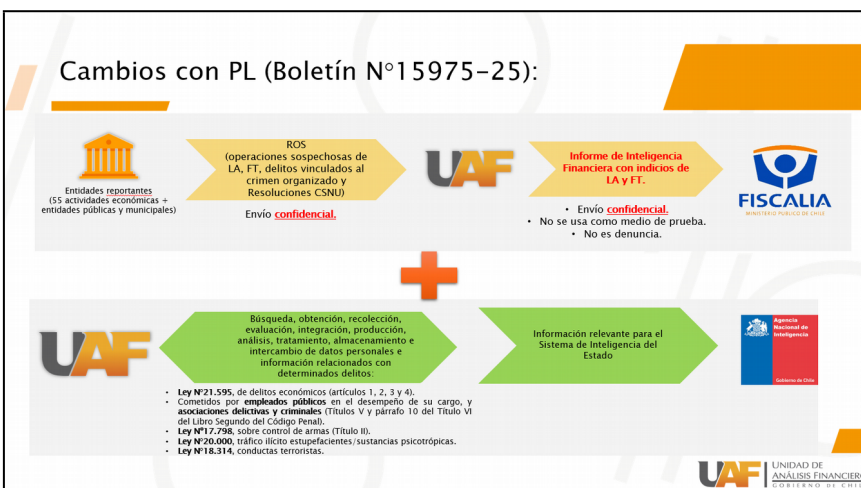 Cambios con PL (Boletín N°15975-25):
Entidades reportantes
(55 actividades económicas +
entidades públicas y municipales)
ROS
(operaciones sospechosas de
LA, FT, delitos vinculados al
crimen organizado y
Resoluciones CSNU)
Envío confidencial.
UAF
Informe de Inteligencia
Financiera con indicios de
LA y FT.
• Envío confidencial.
• No se usa como medio de prueba.
• No es denuncia.
FISCALIA
MINISTERIO PUBLICO DE CHILE
UAF
Búsqueda, obtención, recolección,
evaluación, integración, producción,
análisis, tratamiento, almacenamiento e
intercambio de datos personales e
información relacionados con
determinados delitos:
• Ley N°21.595, de delitos económicos (artículos 1, 2, 3 y 4).
• Cometidos por empleados públicos en el desempeño de su cargo, y
asociaciones delictivas y criminales (Títulos V y párrafo 10 del Título VI
del Libro Segundo del Código Penal).
• Ley N°17.798, sobre control de armas (Título II).
• Ley N°20.000, tráfico ilícito estupefacientes/sustancias psicotrópicas.
• Ley N°18.314, conductas terroristas.
Información relevante para el
Sistema de Inteligencia del
Estado
Agencia
Nacional de
Inteligencia
Gobierno de Chile
UAF
UNIDAD DE
ANÁLISIS FINANCIERO
GOBIERNO DE CHILE